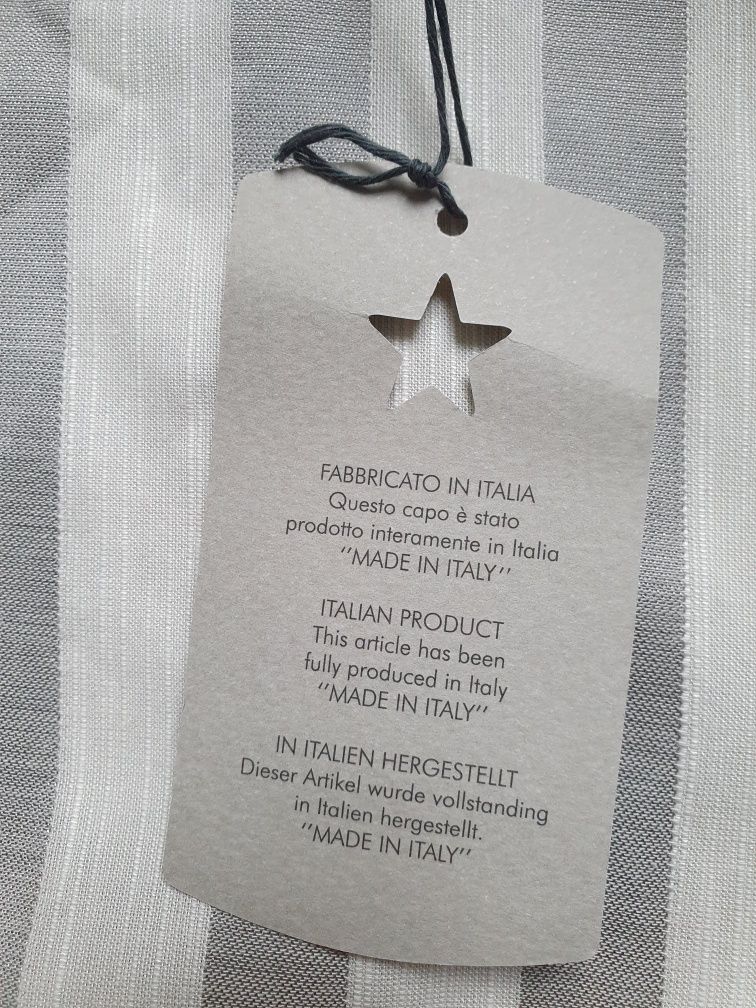 FABBRICATO IN ITALIA
Questo capo è stato
prodotto interamente in Italia
‘‘MADE IN ITALY’’
ITALIAN PRODUCT
This article has been
fully produced in Italy
‘‘MADE IN ITALY’’
IN ITALIEN HERGESTELLT
Dieser Artikel wurde vollstanding
in Italien hergestellt.
‘‘MADE IN ITALY’’